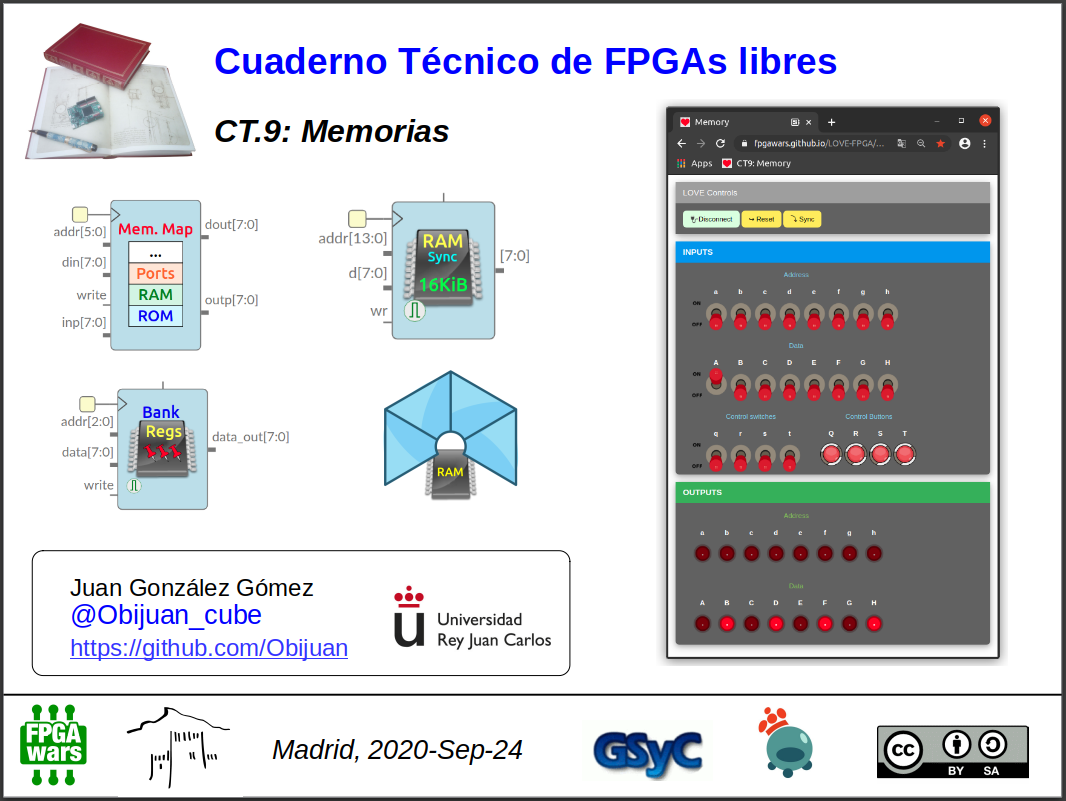 Cuaderno Técnico de FPGAs libres
CT.9: Memorias
Mem. Map
addr[5:0]
din[7:0]
write
inp[7:0]
...
Ports
RAM
ROM
dout[7:0]
outp[7:0]
addr[13:0]
d[7:0]
wr
RAM
Sync
16KiB
[7:0]
addr[2:0]
data[7:0]
write
Bank
Regs
data_out[7:0]
RAM
Memory
fpgawars.github.io/LOVE-FPGA/...
Apps
CT9: Memory
LOVE Controls
Disconnect
Reset
Sync
INPUTS
Address
a b c d e f g h
ON
OFF
Data
A B C D E F G H
ON
OFF
Control switches
Control Buttons
q r s t
Q R S T
ON
OFF
OUTPUTS
Address
a b c d e f g h
Data
A B C D E F G H
Juan González Gómez
@Obijuan_cube
https://github.com/Obijuan
u
Universidad
Rey Juan Carlos
FPGA
wars
Madrid, 2020-Sep-24
GSyC
cc
BY SA